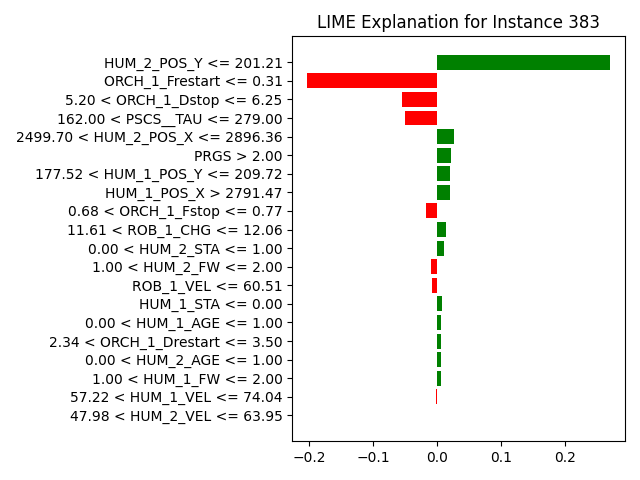 LIME Explanation for Instance 383
HUM_2_POS_Y <= 201.21
ORCH_1_Frestart <= 0.31
5.20 < ORCH_1_Dstop <= 6.25
162.00 < PSCS__TAU <= 279.00
2499.70 < HUM_2_POS_X <= 2896.36
PRGS > 2.00
177.52 < HUM_1_POS_Y <= 209.72
HUM_1_POS_X > 2791.47
0.68 < ORCH_1_Fstop <= 0.77
11.61 < ROB_1_CHG <= 12.06
0.00 < HUM_2_STA <= 1.00
1.00 < HUM_2_FW <= 2.00
ROB_1_VEL <= 60.51
HUM_1_STA <= 0.00
0.00 < HUM_1_AGE <= 1.00
2.34 < ORCH_1_Drestart <= 3.50
0.00 < HUM_2_AGE <= 1.00
1.00 < HUM_1_FW <= 2.00
57.22 < HUM_1_VEL <= 74.04
47.98 < HUM_2_VEL <= 63.95
−0.2 −0.1 0.0 0.1 0.2